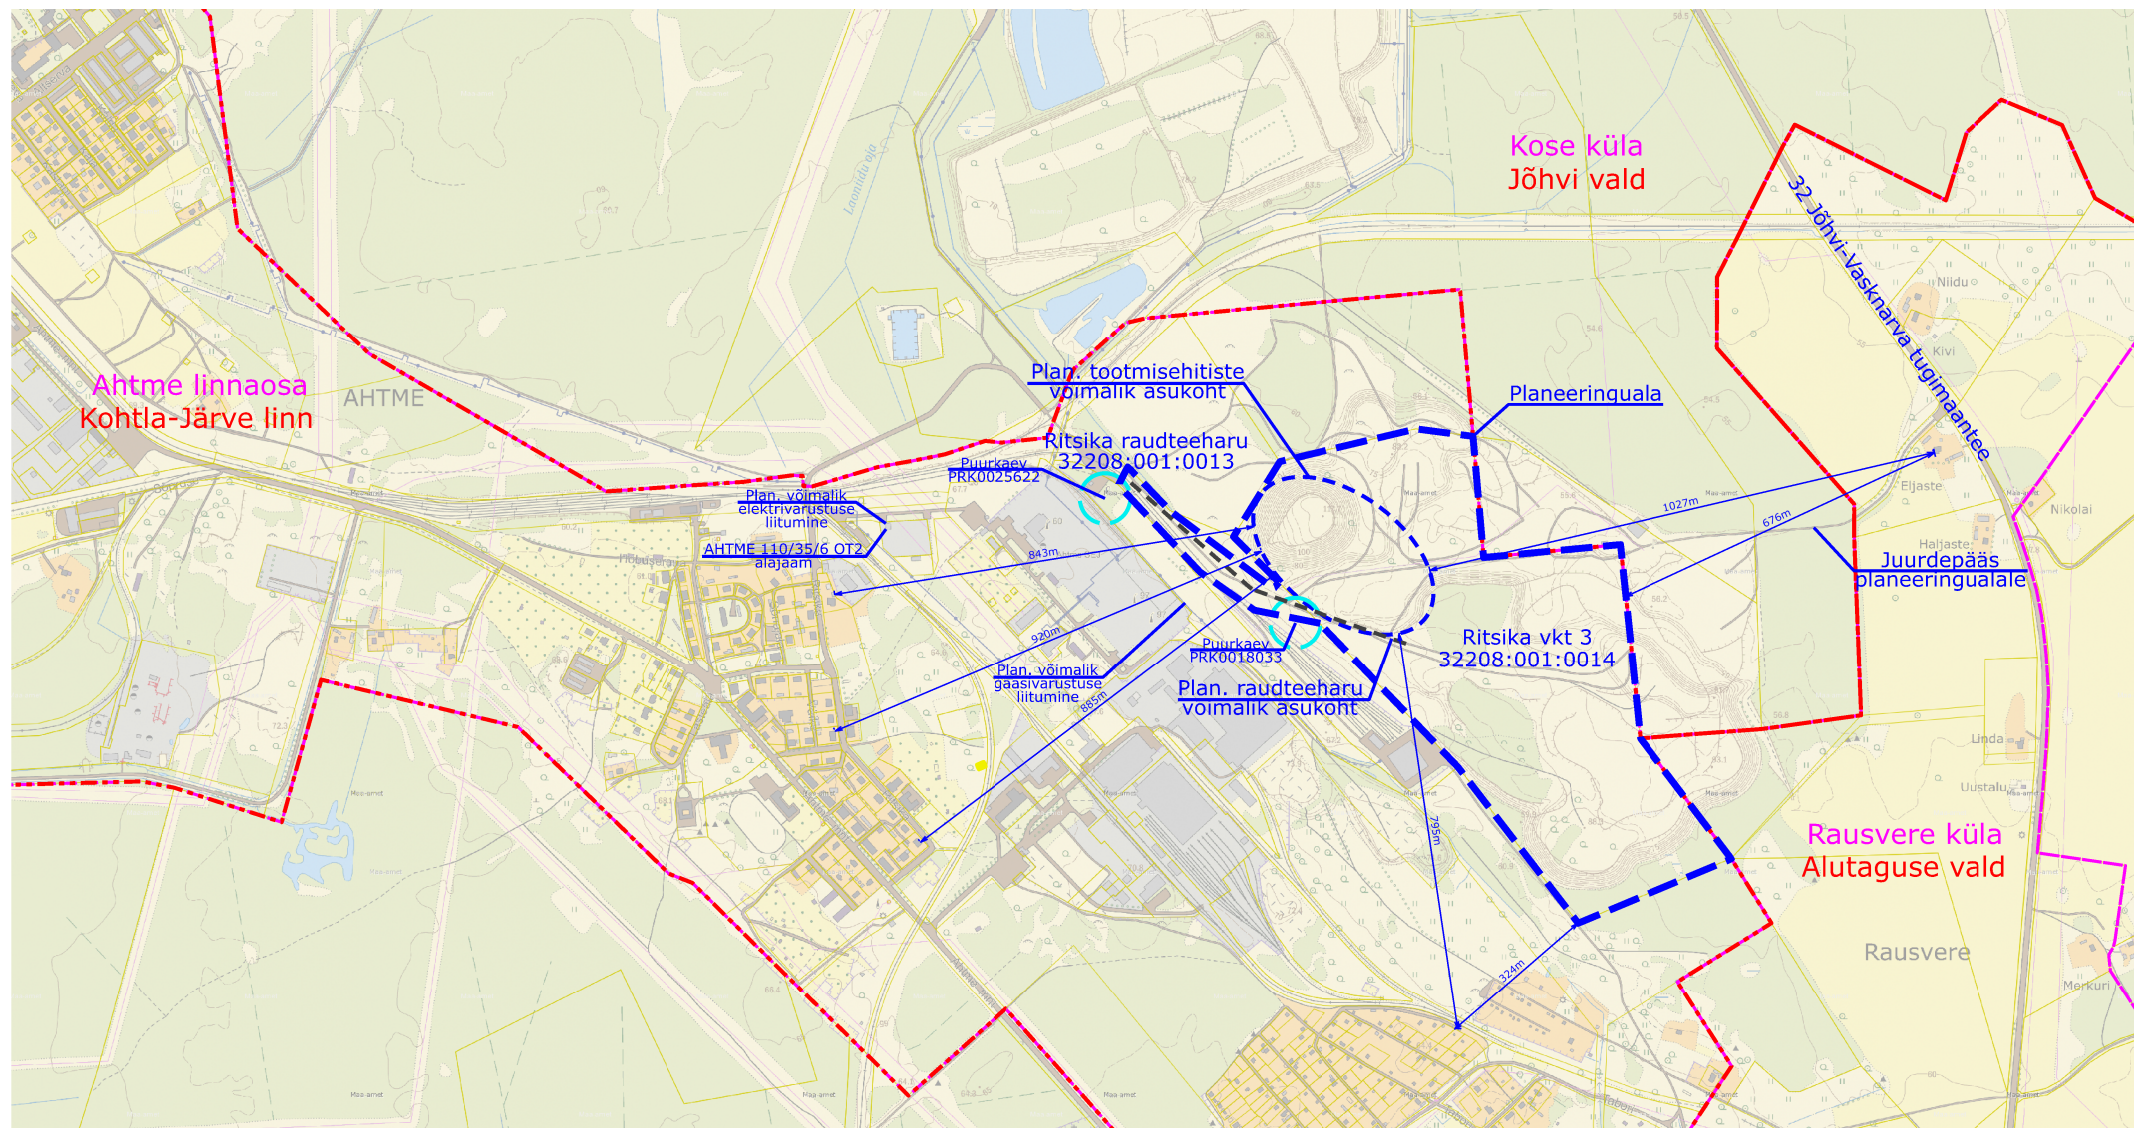 Kose küla
Jõhvi vald
32 Jõhvi-Vasknarva tugimaantee
Laoniidu oja
Niidu
Kivi
Ahtme linnaosa
Kohtla-Järve linn
AHTME
Plan. tootmisehitiste
võimalik asukoht
Planeeringuala
Ritsika raudteeharu
32208:001:0013
Puurkaev
PRK0025622
Plan. võimalik
elektrivarustuse
liitumine
AHTME 110/35/6 OT2
alajaam
Eljaste
Nikolai
Haljaste
1027m
676m
843m
Juurdepääs
planeeringualale
920m
Puurkaev
PRK0018033
Ritsika vkt 3
32208:001:0014
Plan. võimalik
gaasivarustuse
liitumine
885m
Plan. raudteeharu
võimalik asukoht
Linda
Uustalu
795m
Rausvere küla
Alutaguse vald
Rausvere
Merkuri
324m
Maa-amet